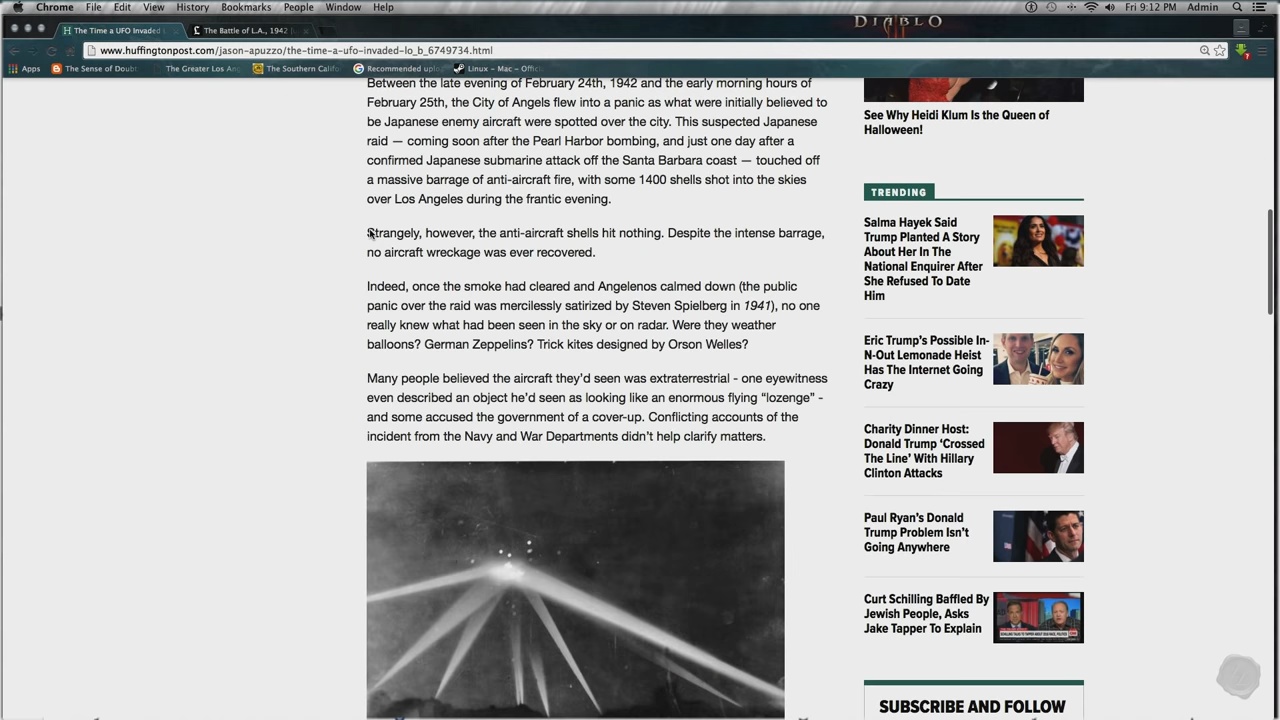 Chrome File Edit View History Bookmarks People Window Help Fri 9:12 PM Admin
The Time a UFO Invaded L The Battle of L.A., 1942
DIABLO
www.huffingtonpost.com/jason-apuzzo/the-time-a-ufo-invaded-lo_b_6749734.html
Apps The Sense of Doubt The Greater Los An The Southern Califo Recommended uplo Linux – Mac – Offici
Between the late evening of February 24th, 1942 and the early morning hours of
February 25th, the City of Angels flew into a panic as what were initially believed to
be Japanese enemy aircraft were spotted over the city. This suspected Japanese
raid — coming soon after the Pearl Harbor bombing, and just one day after a
confirmed Japanese submarine attack off the Santa Barbara coast — touched off
a massive barrage of anti-aircraft fire, with some 1400 shells shot into the skies
over Los Angeles during the frantic evening.
Strangely, however, the anti-aircraft shells hit nothing. Despite the intense barrage,
no aircraft wreckage was ever recovered.
Indeed, once the smoke had cleared and Angelenos calmed down (the public
panic over the raid was mercilessly satirized by Steven Spielberg in 1941), no one
really knew what had been seen in the sky or on radar. Were they weather
balloons? German Zeppelins? Trick kites designed by Orson Welles?
Many people believed the aircraft they’d seen was extraterrestrial - one eyewitness
even described an object he’d seen as looking like an enormous flying “lozenge” -
and some accused the government of a cover-up. Conflicting accounts of the
incident from the Navy and War Departments didn’t help clarify matters.
See Why Heidi Klum Is the Queen of
Halloween!
TRENDING
Salma Hayek Said
Trump Planted A Story
About Her In The
National Enquirer After
She Refused To Date
Him
Eric Trump’s Possible In-
N-Out Lemonade Heist
Has The Internet Going
Crazy
Charity Dinner Host:
Donald Trump ‘Crossed
The Line’ With Hillary
Clinton Attacks
Paul Ryan’s Donald
Trump Problem Isn’t
Going Anywhere
Curt Schilling Baffled By
Jewish People, Asks
Jake Tapper To Explain
SUBSCRIBE AND FOLLOW